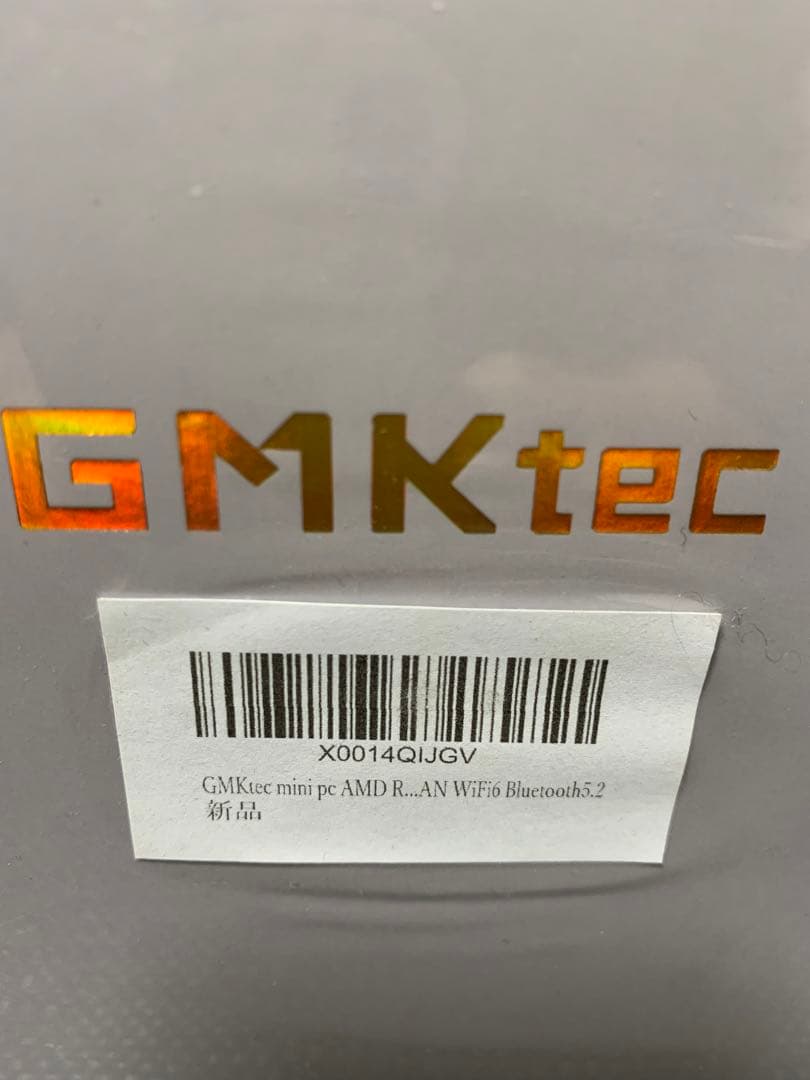 GMKtec
X0014QIJGV
GMKtec mini pc AMD R...AN WiFi6 Bluetooth5.2
新品